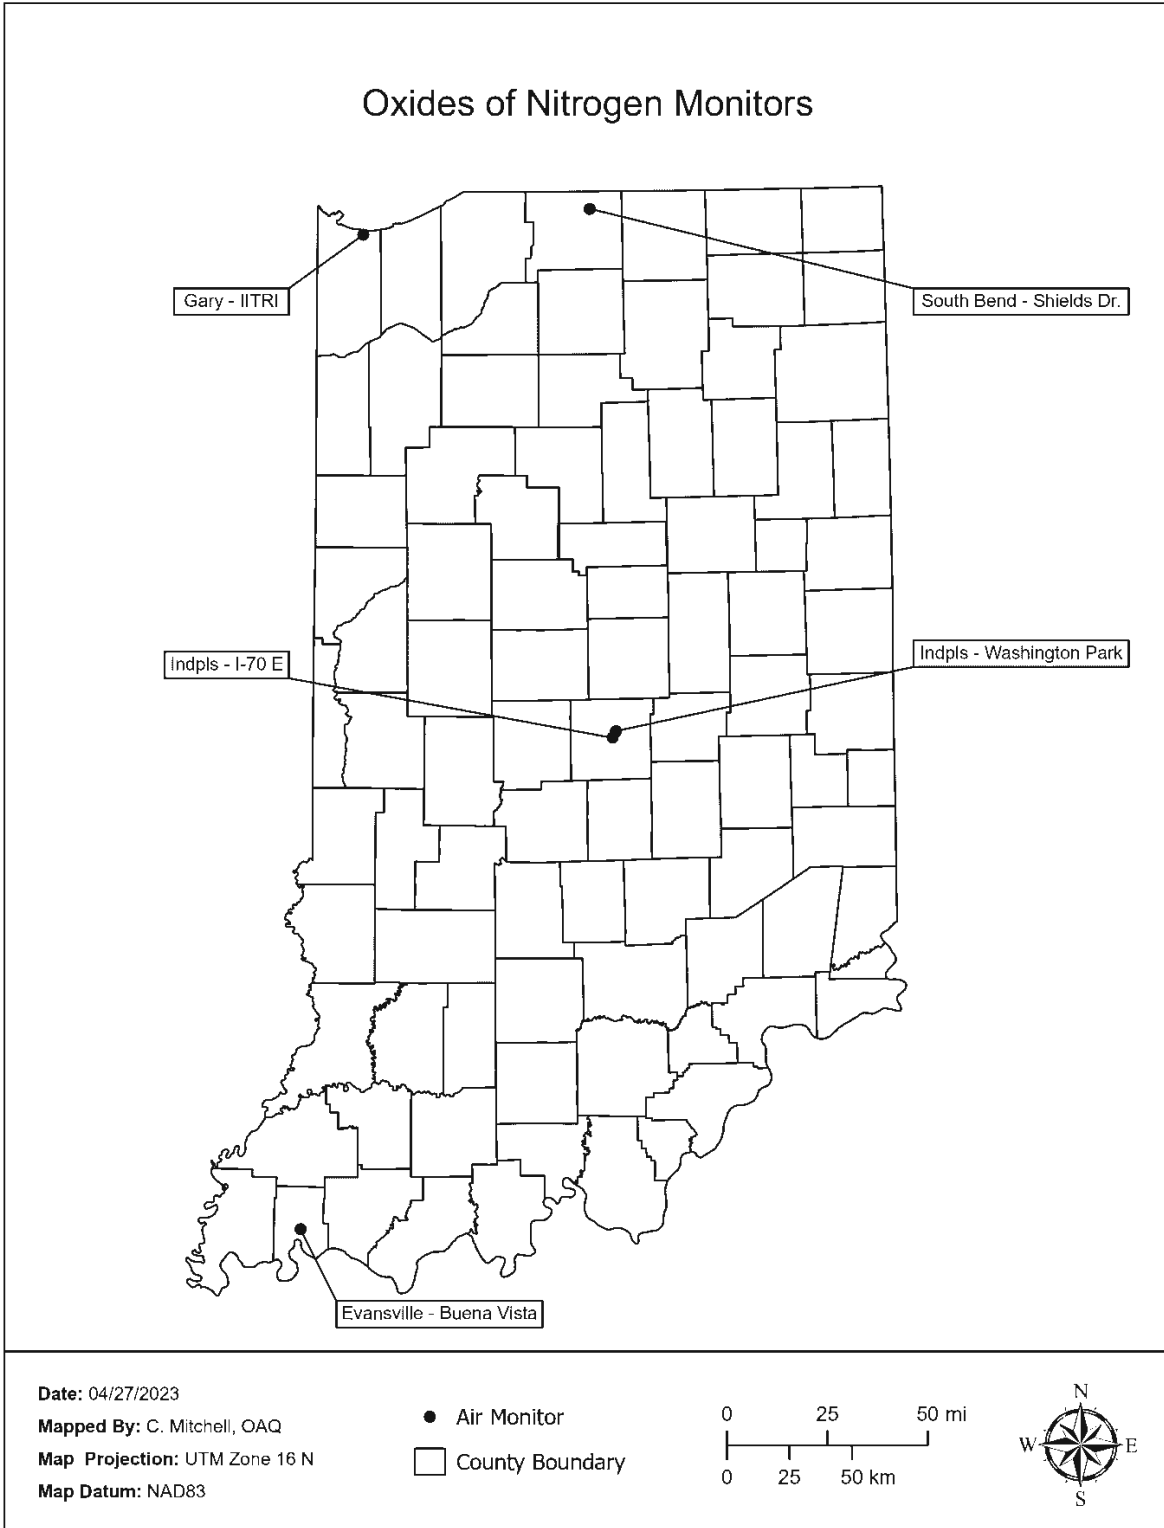 Oxides of Nitrogen Monitors
Gary - IITRI
South Bend - Shields Dr.
Indpls - I-70 E
Indpls - Washington Park
Evansville - Buena Vista
Date: 04/27/2023
Mapped By: C. Mitchell, OAQ
Map Projection: UTM Zone 16 N
Map Datum: NAD83
Air Monitor
County Boundary
0 25 50 mi
0 25 50 km
N
W E
S